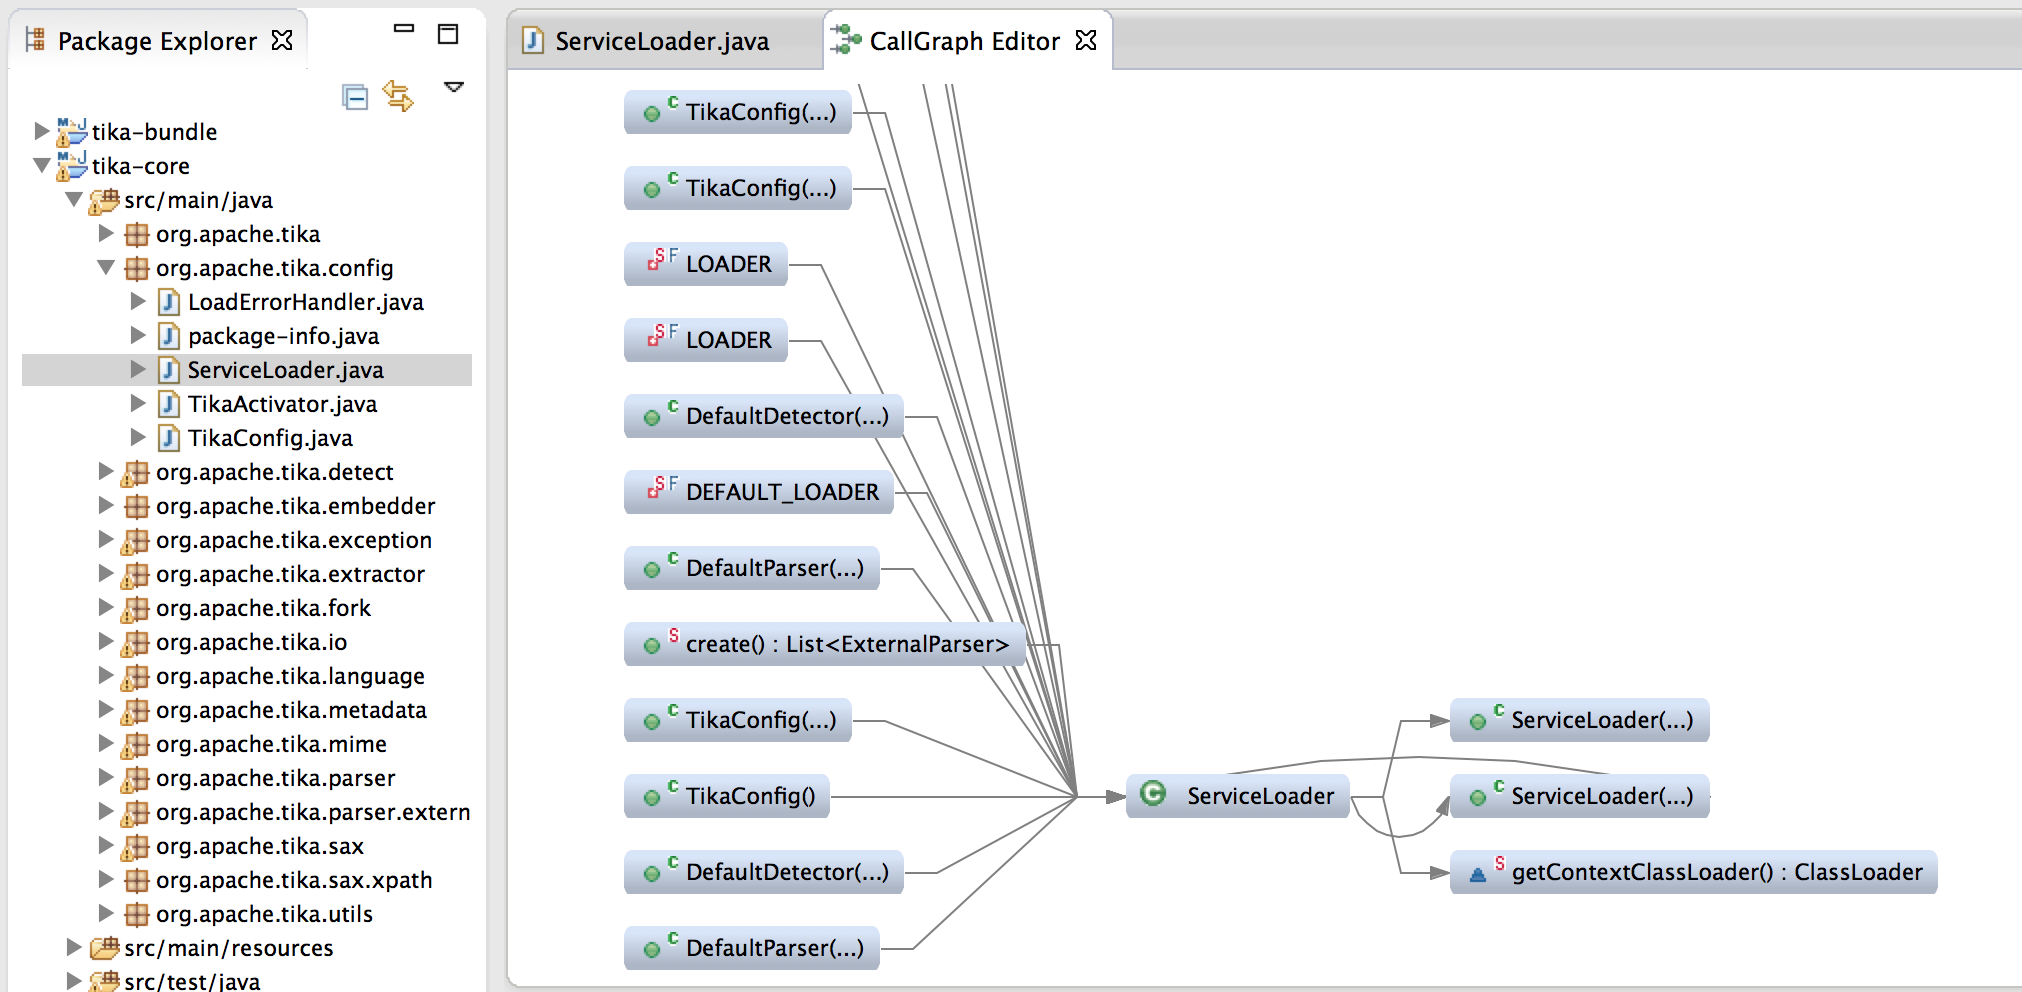 Package Explorer
tika-bundle
tika-core
src/main/java
org.apache.tika
org.apache.tika.config
LoadErrorHandler.java
package-info.java
ServiceLoader.java
TikaActivator.java
TikaConfig.java
org.apache.tika.detect
org.apache.tika.embedder
org.apache.tika.exception
org.apache.tika.extractor
org.apache.tika.fork
org.apache.tika.io
org.apache.tika.language
org.apache.tika.metadata
org.apache.tika.mime
org.apache.tika.parser
org.apache.tika.parser.extern
org.apache.tika.sax
org.apache.tika.sax.xpath
org.apache.tika.utils
src/main/resources
src/test/java
ServiceLoader.java
CallGraph Editor
TikaConfig(...)
TikaConfig(...)
LOADER
LOADER
DefaultDetector(...)
DEFAULT_LOADER
DefaultParser(...)
create() : List<ExternalParser>
TikaConfig(...)
TikaConfig()
DefaultDetector(...)
DefaultParser(...)
ServiceLoader
ServiceLoader(...)
ServiceLoader(...)
getContextClassLoader() : ClassLoader